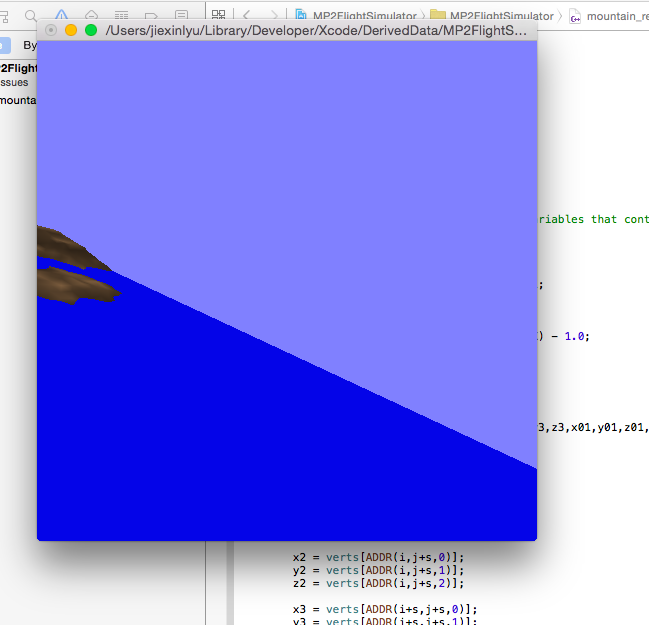 MP2FlightSimulator MP2FlightSimulator mountain_re
/Users/jiexinlyu/Library/Developer/Xcode/DerivedData/MP2FlightS...
By
P2Flight
ssues
mounta
riables that cont
;
) - 1.0;
3,z3,x01,y01,z01,
x2 = verts[ADDR(i,j+s,0)];
y2 = verts[ADDR(i,j+s,1)];
z2 = verts[ADDR(i,j+s,2)];
x3 = verts[ADDR(i+s,j+s,0)];
y3 = verts[ADDR(i+s,j+s,1)];